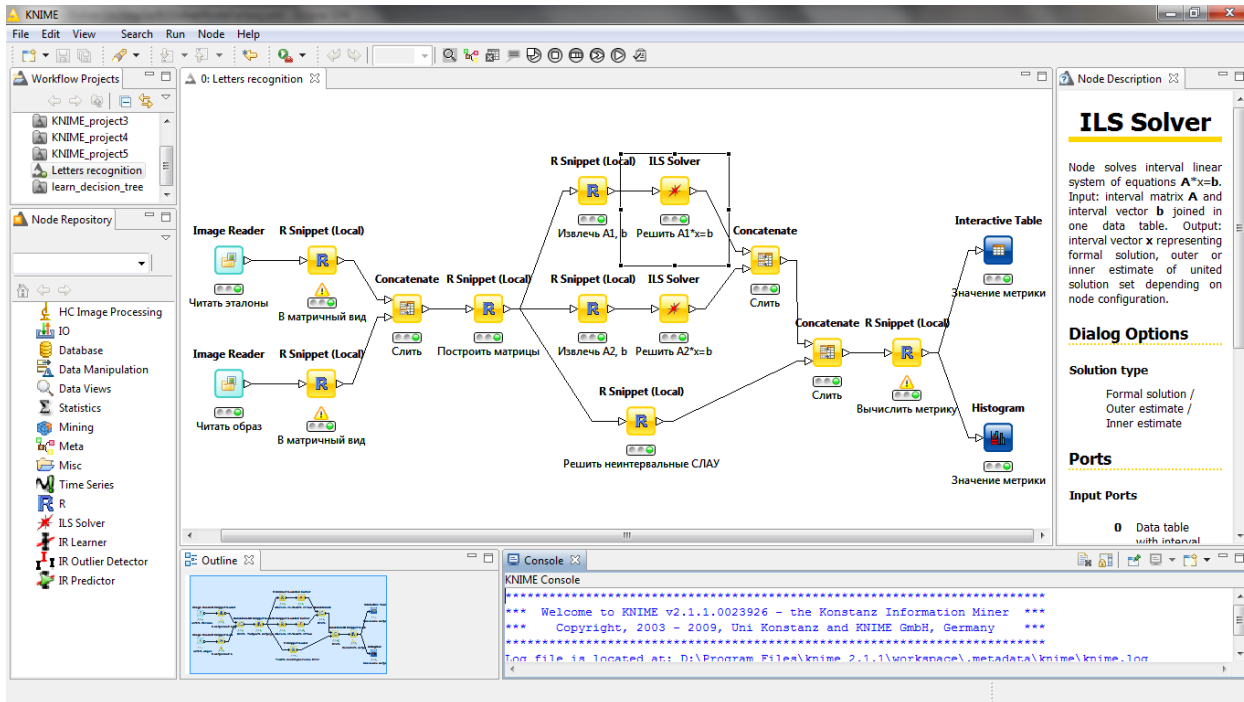 KNIME
File Edit View Search Run Node Help
Workflow Projects
KNIME_project3
KNIME_project4
KNIME_project5
Letters recognition
learn_decision_tree
Node Repository
HC Image Processing
IO
Database
Data Manipulation
Data Views
Statistics
Mining
Meta
Misc
Time Series
R
ILS Solver
IR Learner
IR Outlier Detector
IR Predictor
0: Letters recognition
R Snippet (Local) ILS Solver
Извлечь A1, b Решить A1*x=b
Image Reader R Snippet (Local)
Читать эталоны
В матричный вид
Concatenate R Snippet (Local)
Слить Построить матрицы
R Snippet (Local) ILS Solver
Извлечь A2, b Решить A2*x=b
Concatenate
Слить
Image Reader R Snippet (Local)
Читать образ
В матричный вид
R Snippet (Local)
Решить неинтервальные СЛАУ
Concatenate R Snippet (Local)
Слить
Вычислить метрику
Interactive Table
Значение метрики
Histogram
Значение метрики
Node Description
ILS Solver
Node solves interval linear
system of equations A*x=b.
Input: interval matrix A and
interval vector b joined in
one data table. Output:
interval vector x representing
formal solution, outer or
inner estimate of united
solution set depending on
node configuration.
Dialog Options
Solution type
Formal solution /
Outer estimate /
Inner estimate
Ports
Input Ports
0 Data table
with interval
Outline
Console
KNIME Console
*** Welcome to KNIME v2.1.1.0023926 - the Konstanz Information Miner ***
*** Copyright, 2003 - 2009, Uni Konstanz and KNIME GmbH, Germany ***
Log file is located at: D:\Program Files\knime_2.1.1\workspace\.metadata\knime\knime.log